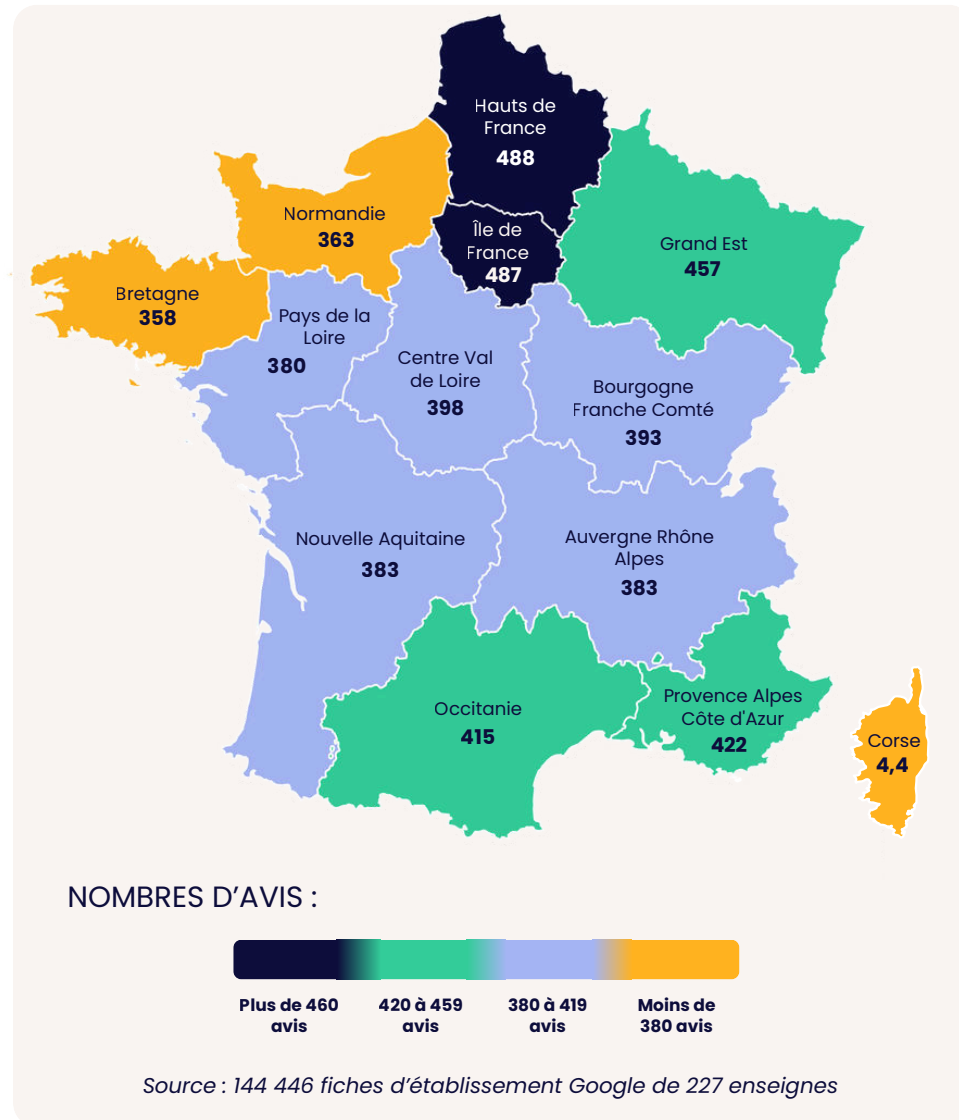 Hauts de
France
488
Normandie
363
Île de
France
487
Grand Est
457
Bretagne
358
Pays de la
Loire
380
Centre Val
de Loire
398
Bourgogne
Franche Comté
393
Nouvelle Aquitaine
383
Auvergne Rhône
Alpes
383
Occitanie
415
Provence Alpes
Côte d'Azur
422
Corse
4,4
NOMBRES D’AVIS :
Plus de 460
avis
420 à 459
avis
380 à 419
avis
Moins de
380 avis
Source : 144 446 fiches d’établissement Google de 227 enseignes